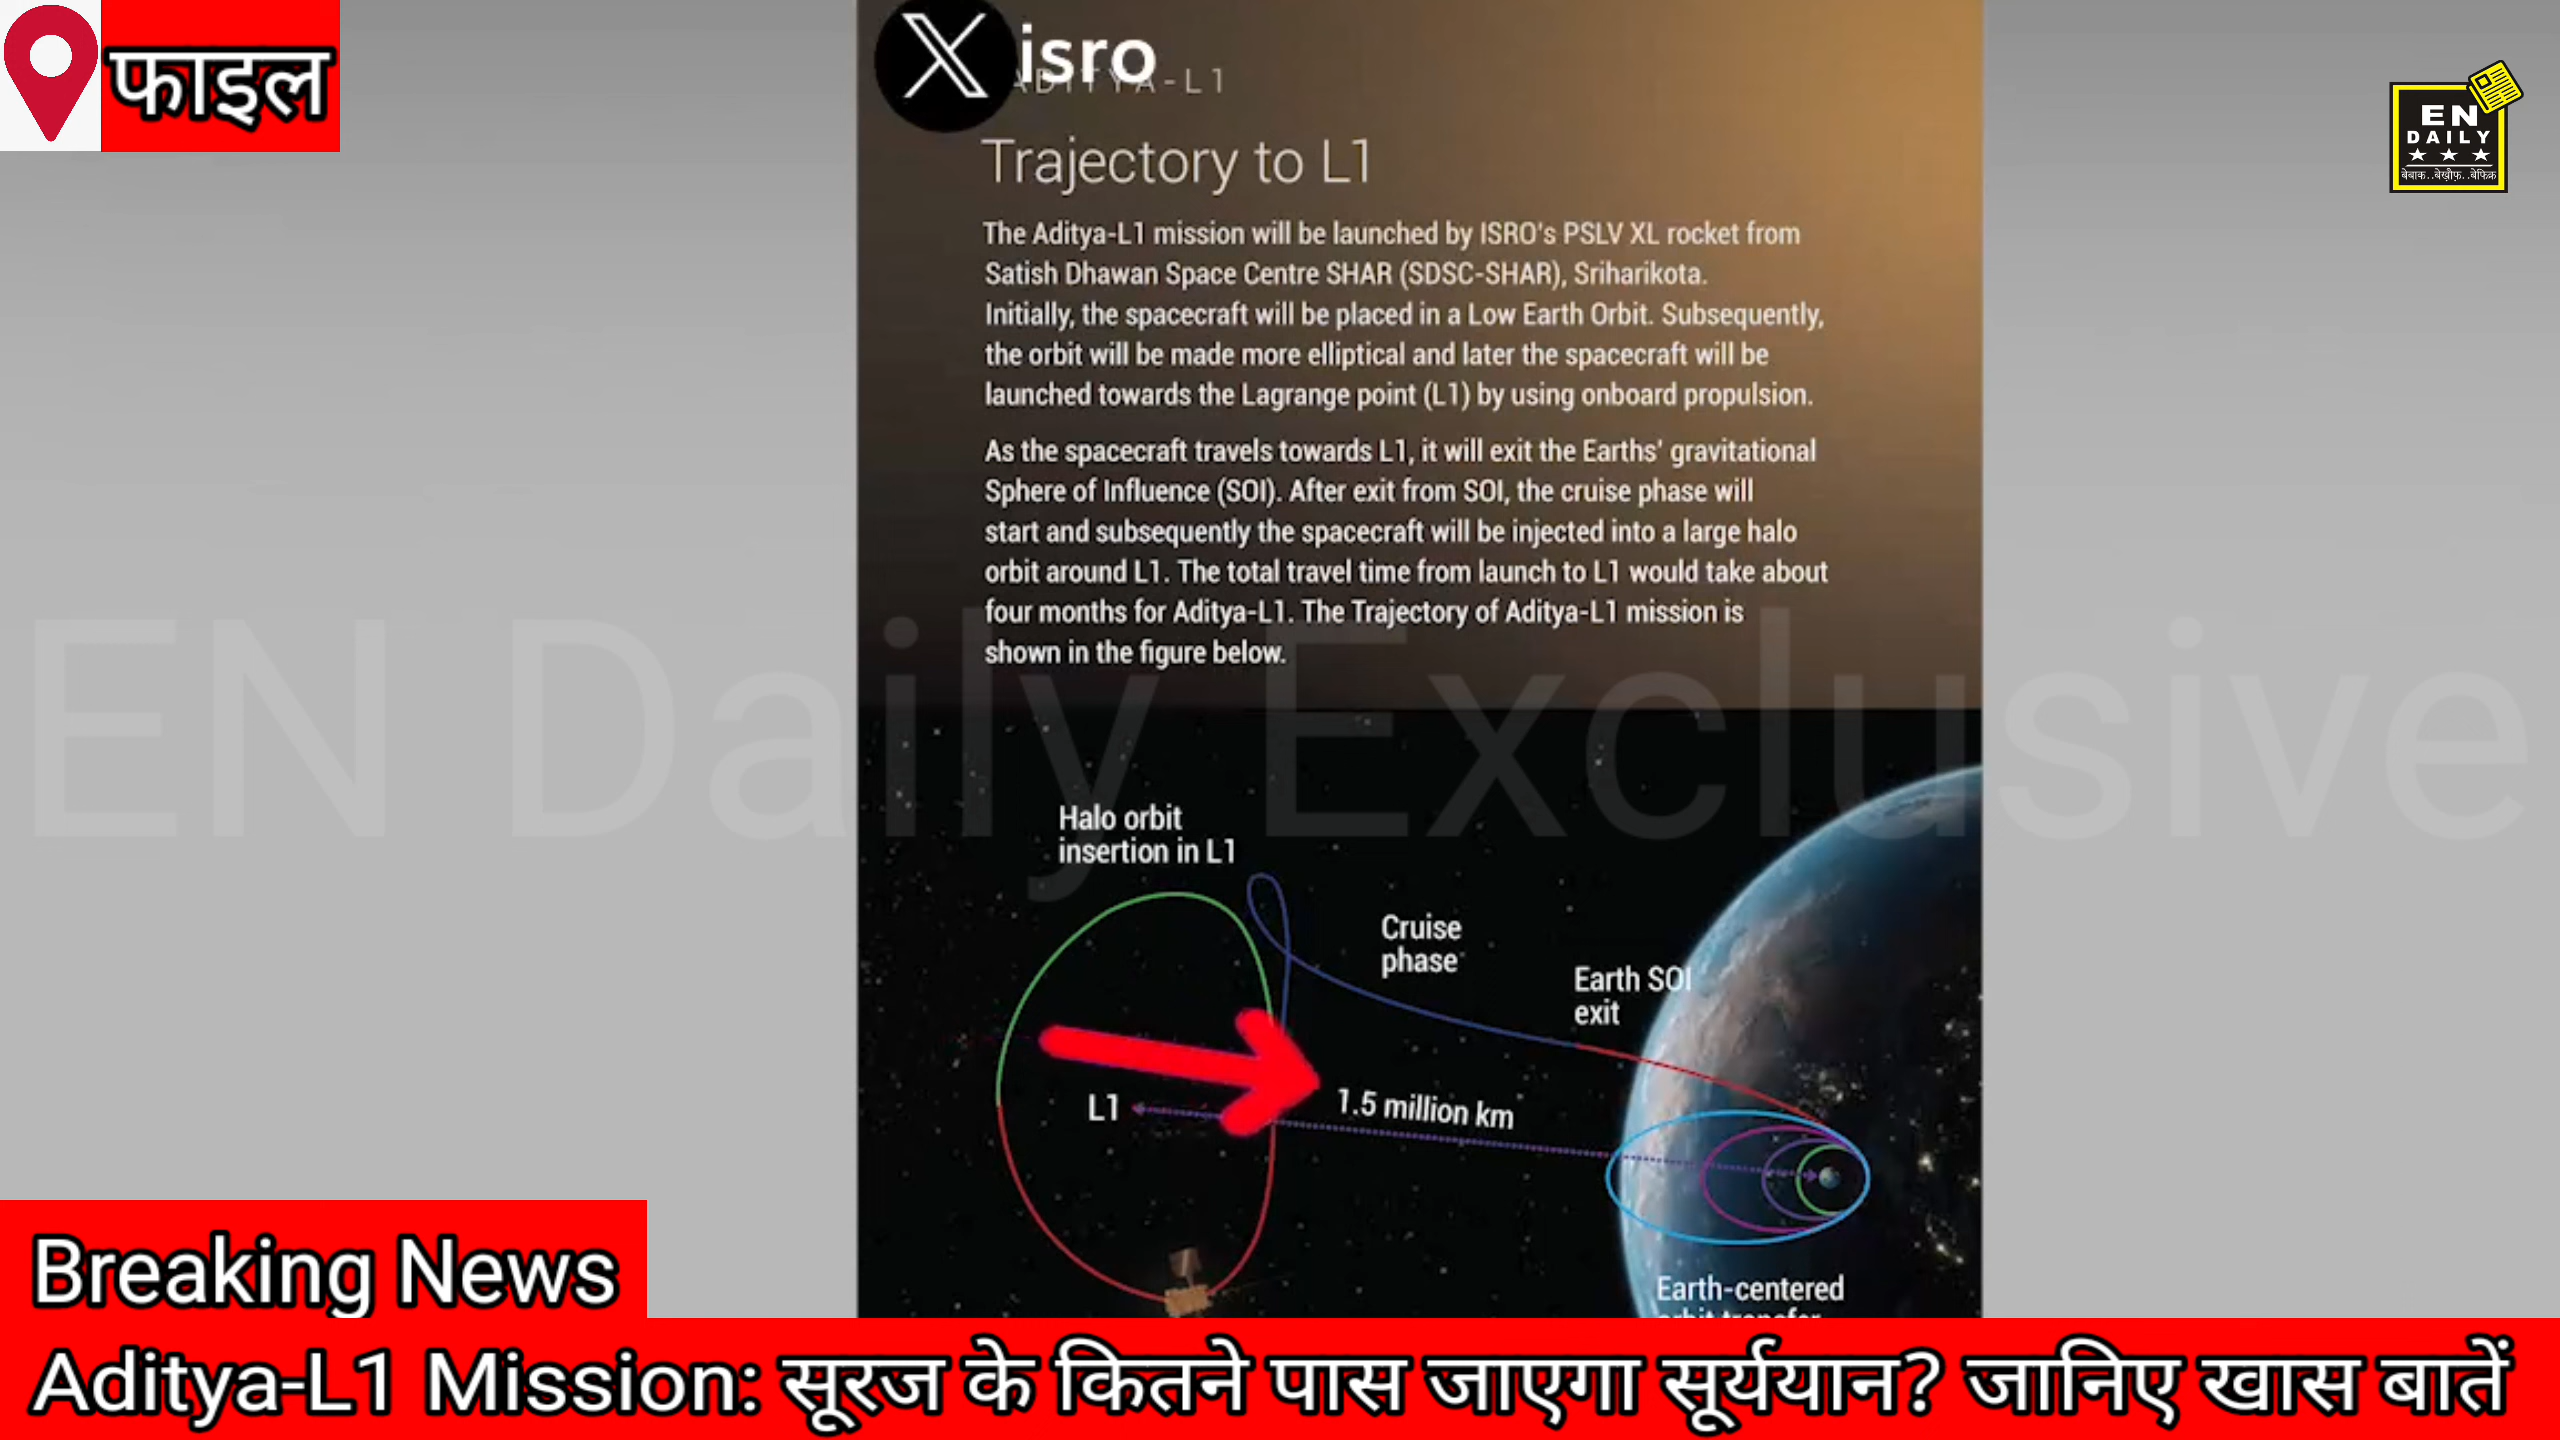 फाइल
X isro
ADITYA-L1
EN
DAILY
बेबाक..बेख़ौफ़..बेफिक्र
Trajectory to L1
The Aditya-L1 mission will be launched by ISRO's PSLV XL rocket from
Satish Dhawan Space Centre SHAR (SDSC-SHAR), Sriharikota.
Initially, the spacecraft will be placed in a Low Earth Orbit. Subsequently,
the orbit will be made more elliptical and later the spacecraft will be
launched towards the Lagrange point (L1) by using onboard propulsion.
As the spacecraft travels towards L1, it will exit the Earths' gravitational
Sphere of Influence (SOI). After exit from SOI, the cruise phase will
start and subsequently the spacecraft will be injected into a large halo
orbit around L1. The total travel time from launch to L1 would take about
four months for Aditya-L1. The Trajectory of Aditya-L1 mission is
shown in the figure below.
EN Daily Exclusive
Halo orbit
insertion in L1
Cruise
phase
Earth SOI
exit
L1
1.5 million km
Earth-centered
orbit transfer
Breaking News
Aditya-L1 Mission: सूरज के कितने पास जाएगा सूर्ययान? जानिए खास बातें